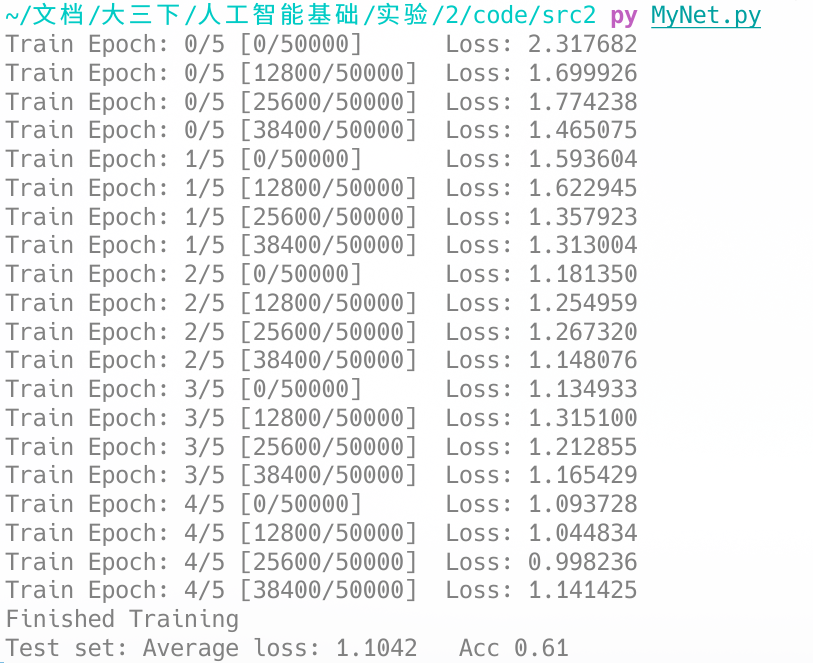 ~/文档/大三下/人工智能基础/实验/2/code/src2 py MyNet.py
Train Epoch: 0/5 [0/50000]      Loss: 2.317682
Train Epoch: 0/5 [12800/50000]  Loss: 1.699926
Train Epoch: 0/5 [25600/50000]  Loss: 1.774238
Train Epoch: 0/5 [38400/50000]  Loss: 1.465075
Train Epoch: 1/5 [0/50000]      Loss: 1.593604
Train Epoch: 1/5 [12800/50000]  Loss: 1.622945
Train Epoch: 1/5 [25600/50000]  Loss: 1.357923
Train Epoch: 1/5 [38400/50000]  Loss: 1.313004
Train Epoch: 2/5 [0/50000]      Loss: 1.181350
Train Epoch: 2/5 [12800/50000]  Loss: 1.254959
Train Epoch: 2/5 [25600/50000]  Loss: 1.267320
Train Epoch: 2/5 [38400/50000]  Loss: 1.148076
Train Epoch: 3/5 [0/50000]      Loss: 1.134933
Train Epoch: 3/5 [12800/50000]  Loss: 1.315100
Train Epoch: 3/5 [25600/50000]  Loss: 1.212855
Train Epoch: 3/5 [38400/50000]  Loss: 1.165429
Train Epoch: 4/5 [0/50000]      Loss: 1.093728
Train Epoch: 4/5 [12800/50000]  Loss: 1.044834
Train Epoch: 4/5 [25600/50000]  Loss: 0.998236
Train Epoch: 4/5 [38400/50000]  Loss: 1.141425
Finished Training
Test set: Average loss: 1.1042   Acc 0.61